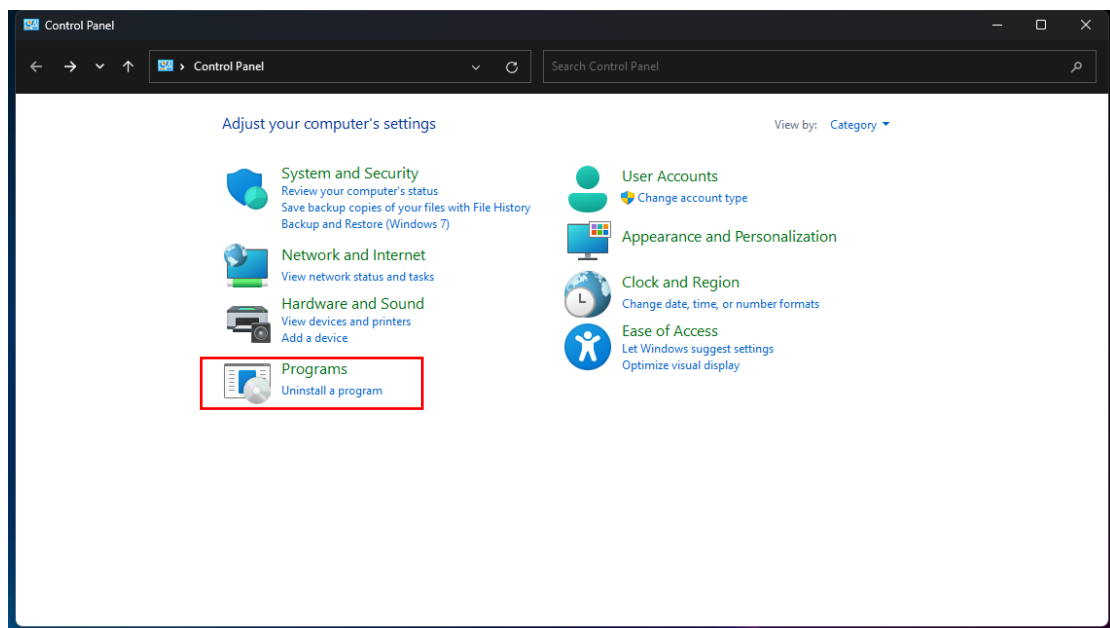 Control Panel
Control Panel
Search Control Panel
Adjust your computer's settings
View by: Category
System and Security
Review your computer's status
Save backup copies of your files with File History
Backup and Restore (Windows 7)
Network and Internet
View network status and tasks
Hardware and Sound
View devices and printers
Add a device
Programs
Uninstall a program
User Accounts
Change account type
Appearance and Personalization
Clock and Region
Change date, time, or number formats
Ease of Access
Let Windows suggest settings
Optimize visual display